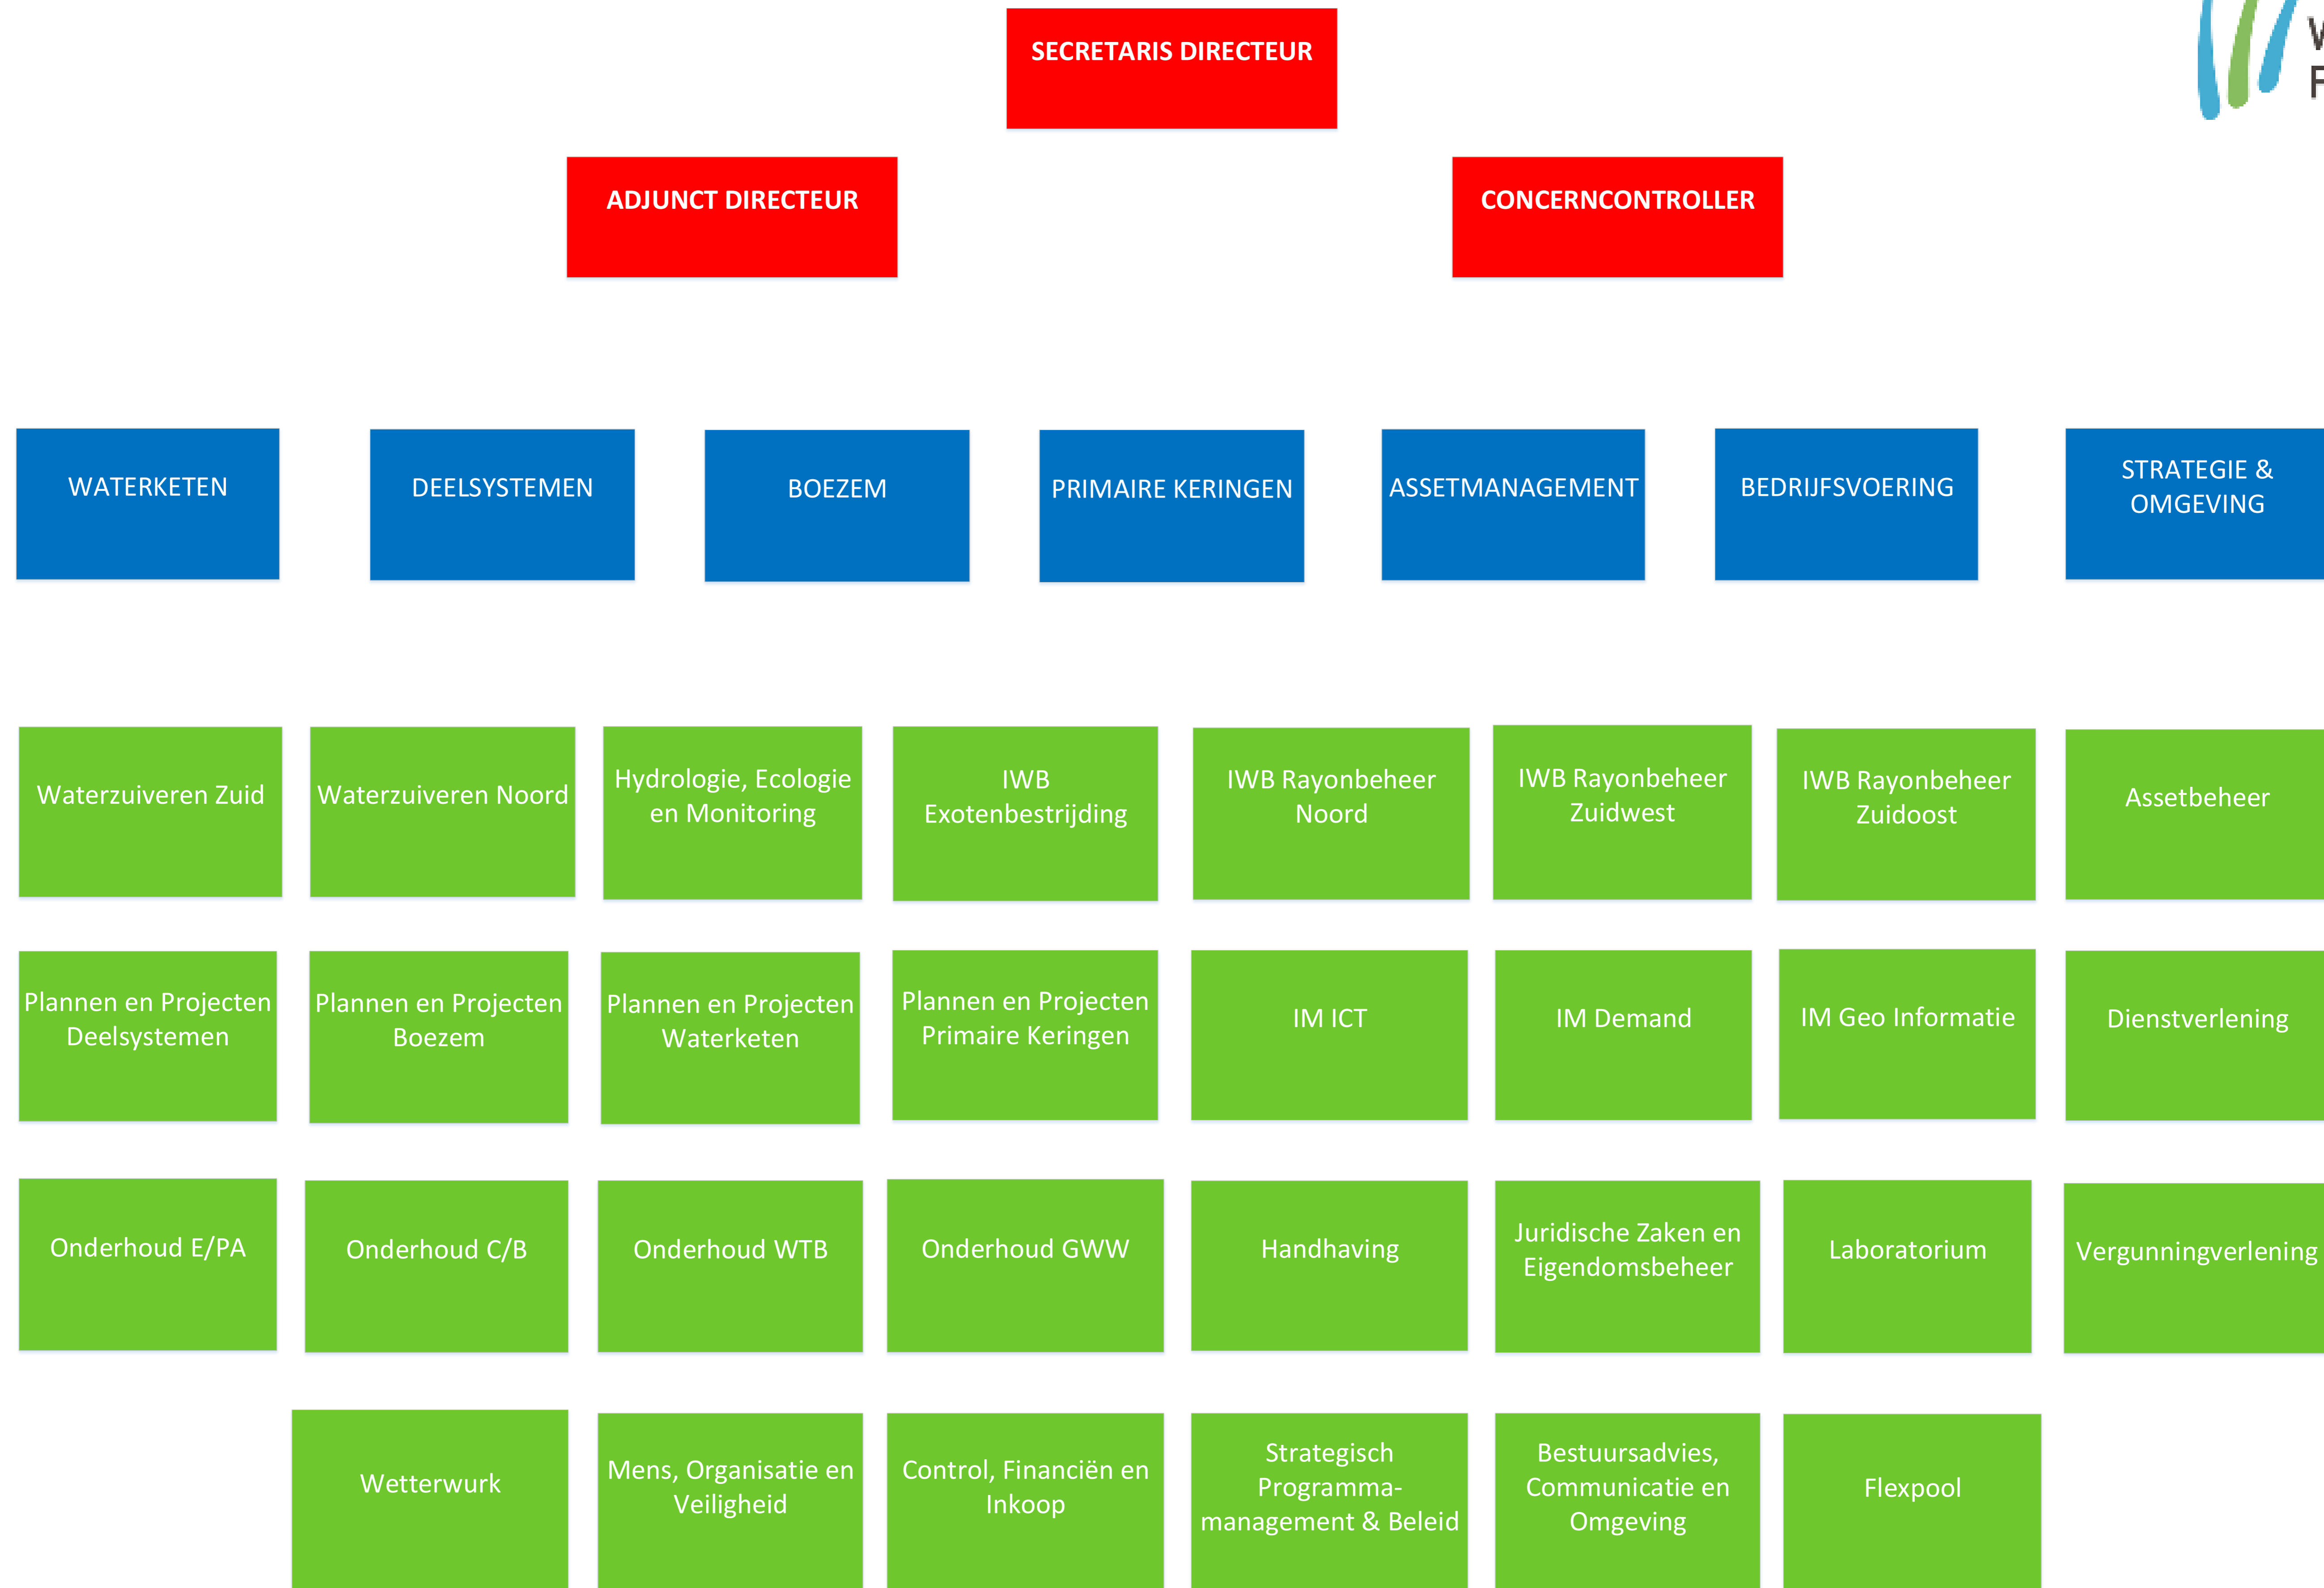 SECRETARIS DIRECTEUR
ADJUNCT DIRECTEUR
CONCERNCONTROLLER
WATERKETEN
DEELSYSTEMEN
BOEZEM
PRIMAIRE KERINGEN
ASSETMANAGEMENT
BEDRIJFSVOERING
STRATEGIE &
OMGEVING
Waterzuiveren Zuid
Waterzuiveren Noord
Hydrologie, Ecologie
en Monitoring
IWB
Exotenbestrijding
IWB Rayonbeheer
Noord
IWB Rayonbeheer
Zuidwest
IWB Rayonbeheer
Zuidoost
Assetbeheer
Plannen en Projecten
Deelsystemen
Plannen en Projecten
Boezem
Plannen en Projecten
Waterketen
Plannen en Projecten
Primaire Keringen
IM ICT
IM Demand
IM Geo Informatie
Dienstverlening
Onderhoud E/PA
Onderhoud C/B
Onderhoud WTB
Onderhoud GWW
Handhaving
Juridische Zaken en
Eigendomsbeheer
Laboratorium
Vergunningverlening
Wetterwurk
Mens, Organisatie en
Veiligheid
Control, Financiën en
Inkoop
Strategisch
Programma-
management & Beleid
Bestuursadvies,
Communicatie en
Omgeving
Flexpool